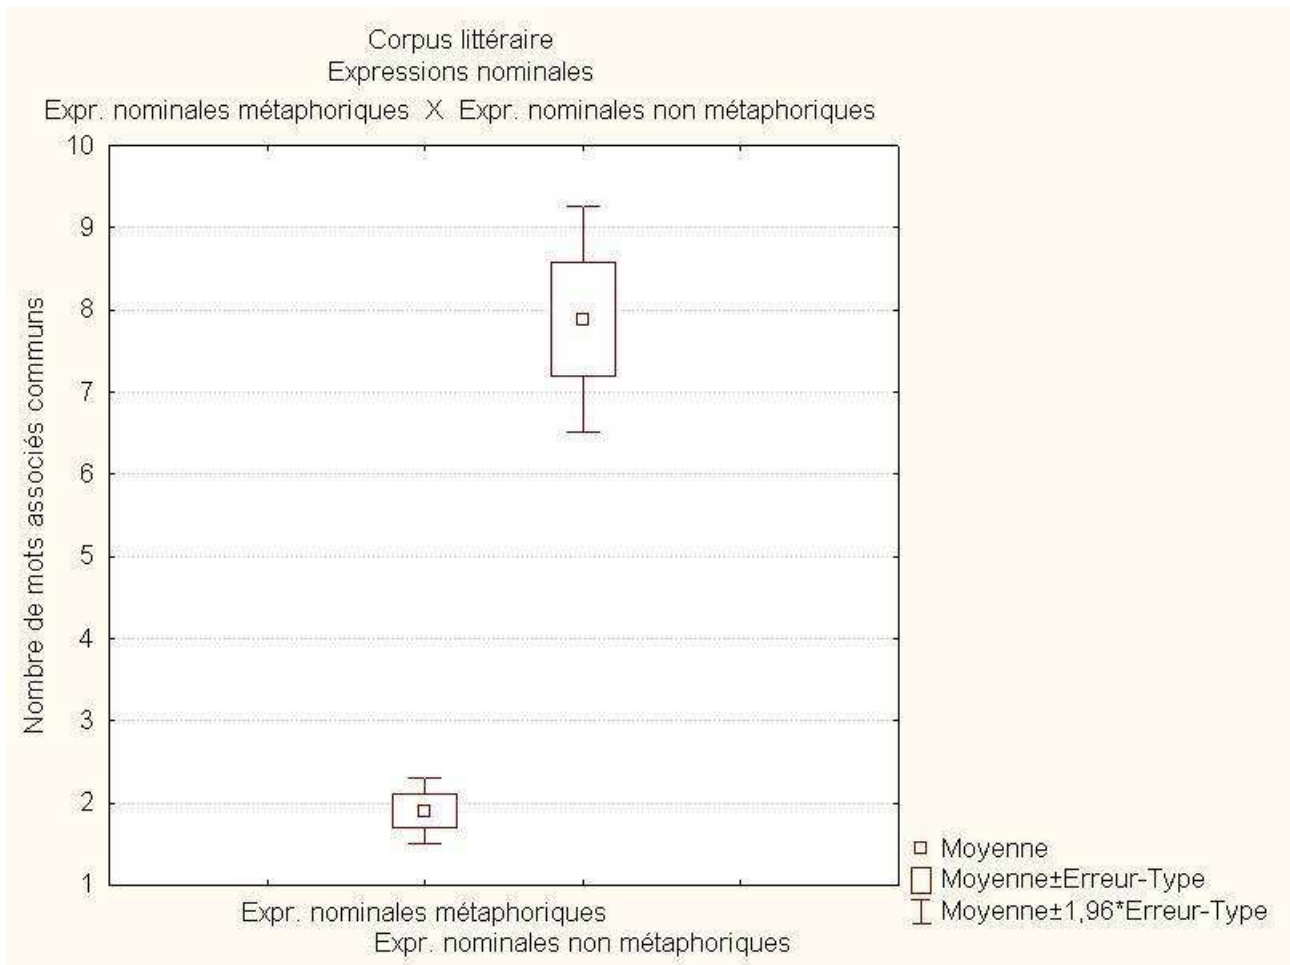 Corpus littéraire
Expressions nominales
Expr. nominales métaphoriques X Expr. nominales non métaphoriques
Nombre de mots associés communs
10
9
8
7
6
5
4
3
2
1
Expr. nominales métaphoriques
Expr. nominales non métaphoriques
Moyenne
Moyenne±Erreur-Type
Moyenne±1,96*Erreur-Type